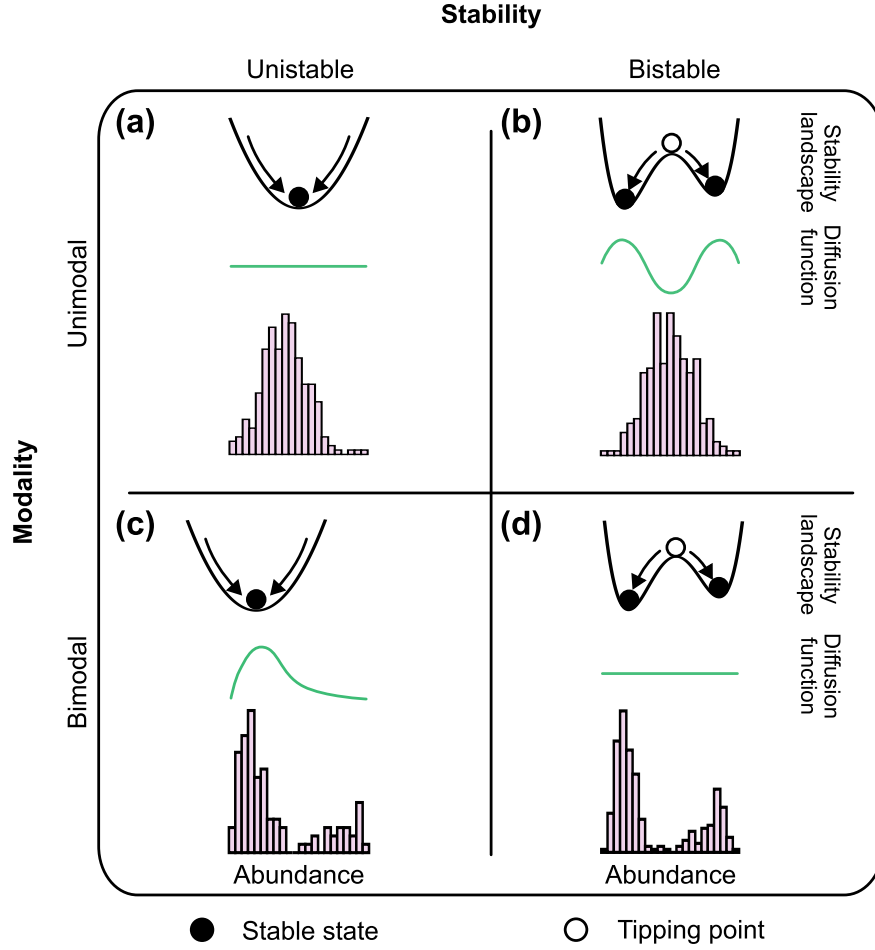 Stability
Unistable
Bistable
Modality
Unimodal
(a)
(b)
Stability
landscape
Diffusion
function
Bimodal
(c)
(d)
Stability
landscape
Diffusion
function
Abundance
Abundance
Stable state
Tipping point